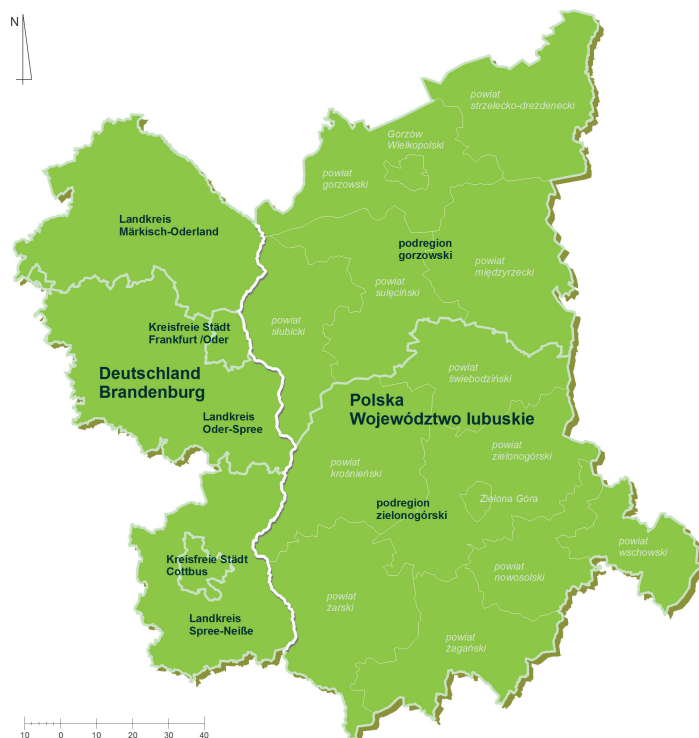 N
powiat
strzelecko-drezdenecki
Gorzów
Wielkopolski
powiat
gorzowski
Landkreis
Märkisch-Oderland
podregion
gorzowski
powiat
międzyrzecki
powiat
sulęciński
powiat
słubicki
Kreisfreie Städt
Frankfurt /Oder
Deutschland
Brandenburg
powiat
świebodziński
Polska
Województwo lubuskie
Landkreis
Oder-Spree
powiat
zielonogórski
powiat
krośnieński
Zielona Góra
podregion
zielonogórski
powiat
wschowski
Kreisfreie Städt
Cottbus
powiat
nowosolski
powiat
żarski
Landkreis
Spree-Neiße
powiat
żagański
10 0 20 40